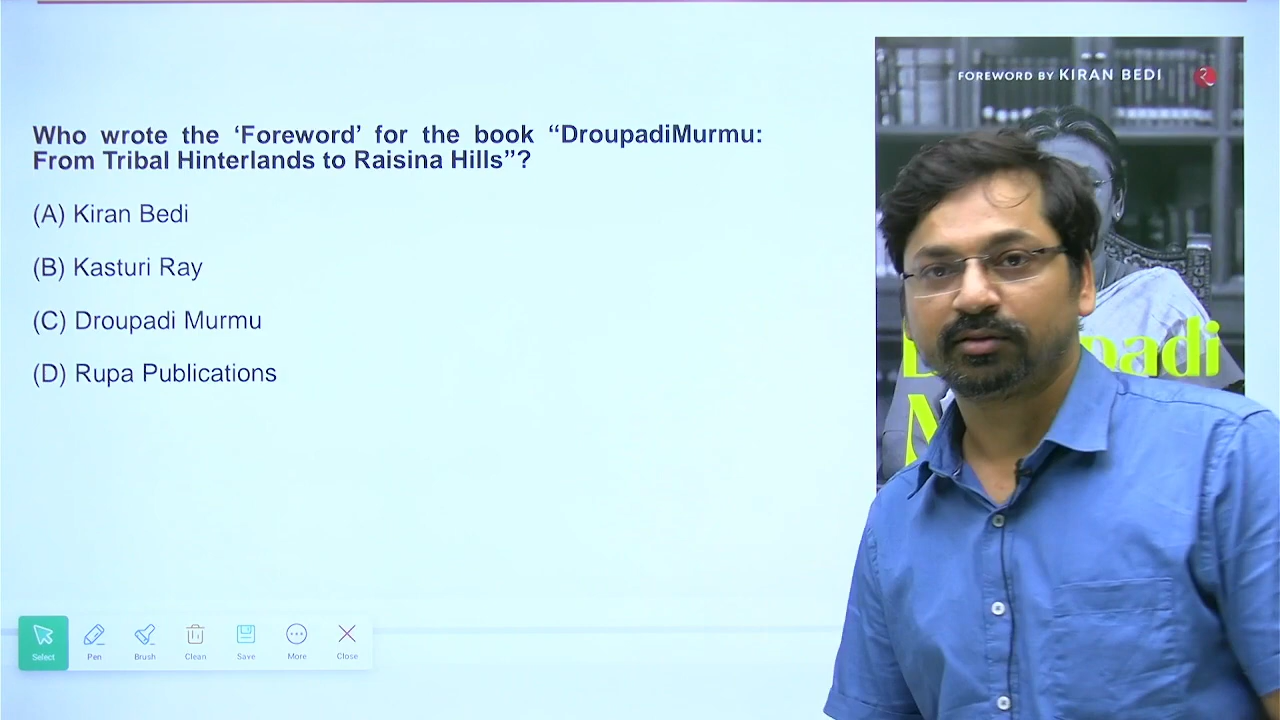 FOREWORD BY KIRAN BEDI
Who wrote the ‘Foreword’ for the book “DroupadiMurmu:
From Tribal Hinterlands to Raisina Hills”?
(A) Kiran Bedi
(B) Kasturi Ray
(C) Droupadi Murmu
(D) Rupa Publications
Select
Pen
Brush
Clean
Save
More
Close